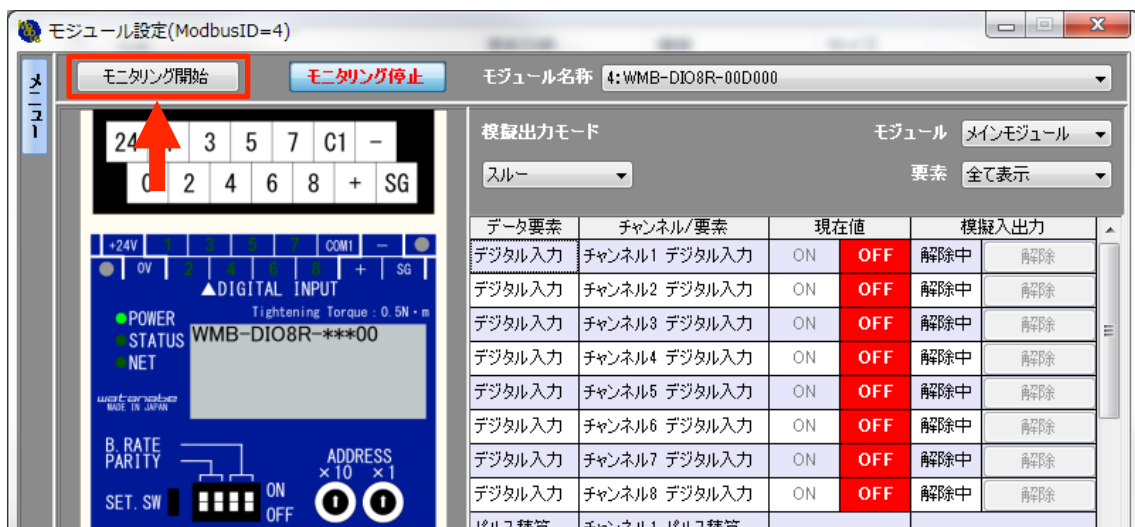 モジュール設定(ModbusID=4)
メニュー
モニタリング開始
モニタリング停止
モジュール名称 4:WMB-DIO8R-00D000
模擬出力モード
モジュール メインモジュール
スルー
要素 全て表示
3 5 7 C1 −
2 4 6 8 + SG
+24V 1 3 5 7 COM1 −
0V 2 4 6 8 + SG
▲DIGITAL INPUT
Tightening Torque : 0.5N・m
POWER
STATUS
NET
WMB-DIO8R-***00
watanabe
MADE IN JAPAN
B. RATE
PARITY
ADDRESS
×10 ×1
SET. SW
ON
OFF
データ要素 チャンネル/要素 現在値 模擬入出力
デジタル入力 チャンネル1 デジタル入力 ON OFF 解除中 解除
デジタル入力 チャンネル2 デジタル入力 ON OFF 解除中 解除
デジタル入力 チャンネル3 デジタル入力 ON OFF 解除中 解除
デジタル入力 チャンネル4 デジタル入力 ON OFF 解除中 解除
デジタル入力 チャンネル5 デジタル入力 ON OFF 解除中 解除
デジタル入力 チャンネル6 デジタル入力 ON OFF 解除中 解除
デジタル入力 チャンネル7 デジタル入力 ON OFF 解除中 解除
デジタル入力 チャンネル8 デジタル入力 ON OFF 解除中 解除
パルス積算 チャンネル1 パルス積算